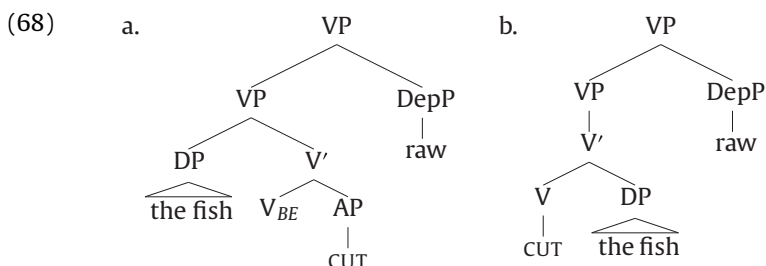 (68) a. VP b. VP
VP DepP VP DepP
DP V′ raw V′ raw
the fish V_BE AP V DP
CUT CUT the fish